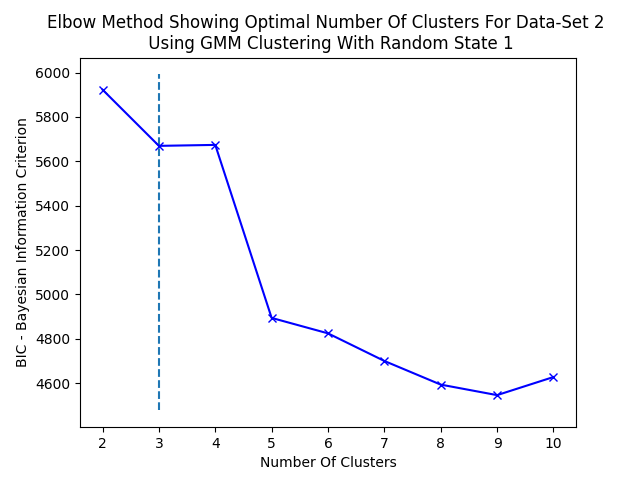 Elbow Method Showing Optimal Number Of Clusters For Data-Set 2
Using GMM Clustering With Random State 1
BIC - Bayesian Information Criterion
6000
5800
5600
5400
5200
5000
4800
4600
2 3 4 5 6 7 8 9 10
Number Of Clusters